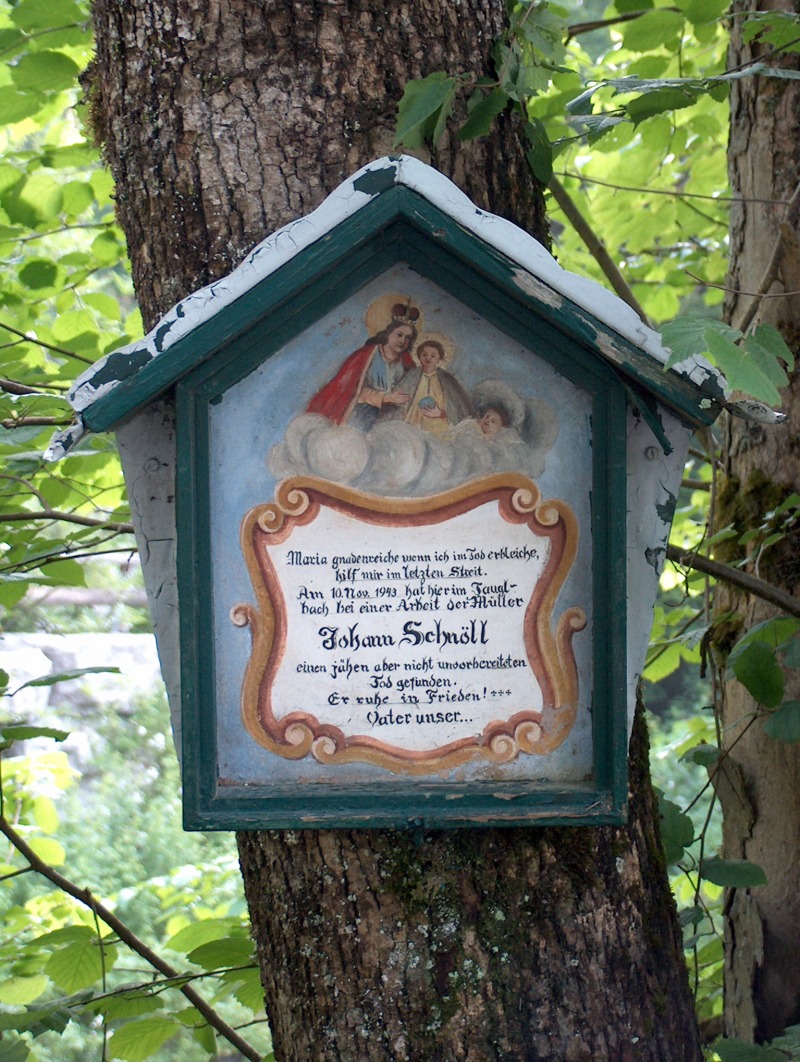 Maria gnadenreiche wenn ich im Tod erbleiche,
hilf mir im letzten Streit.
Am 10. Nov. 1943 hat hier im Taugl-
bach bei einer Arbeit der Müller
Johann Schnöll
einen jähen aber nicht unvorbereiteten
Tod gefunden.
Er ruhe in Frieden! +++
Vater unser...